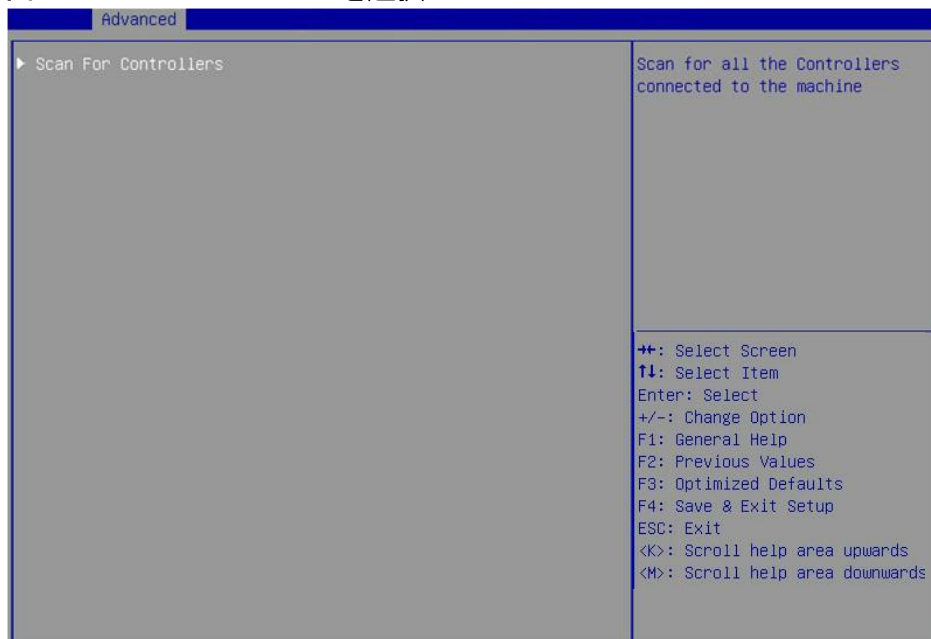 Advanced
Scan For Controllers
Scan for all the Controllers
connected to the machine
→←: Select Screen
↑↓: Select Item
Enter: Select
+/-: Change Option
F1: General Help
F2: Previous Values
F3: Optimized Defaults
F4: Save & Exit Setup
ESC: Exit
<K>: Scroll help area upwards
<M>: Scroll help area downwards